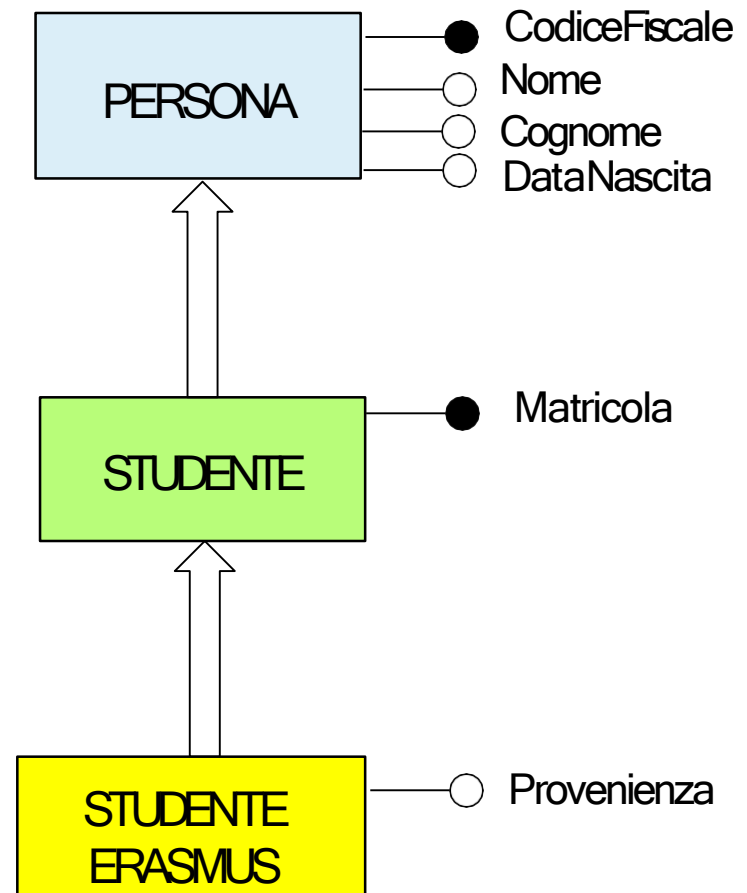 PERSONA
CodiceFiscale
Nome
Cognome
DataNascita
STUDENTE
Matricola
STUDENTE
ERASMUS
Provenienza